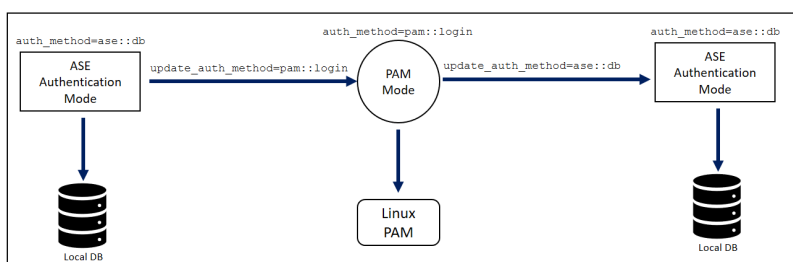 auth_method=ase::db
ASE
Authentication
Mode
update_auth_method=pam::login
auth_method=pam::login
PAM
Mode
update_auth_method=ase::db
auth_method=ase::db
ASE
Authentication
Mode
Local DB
Linux
PAM
Local DB